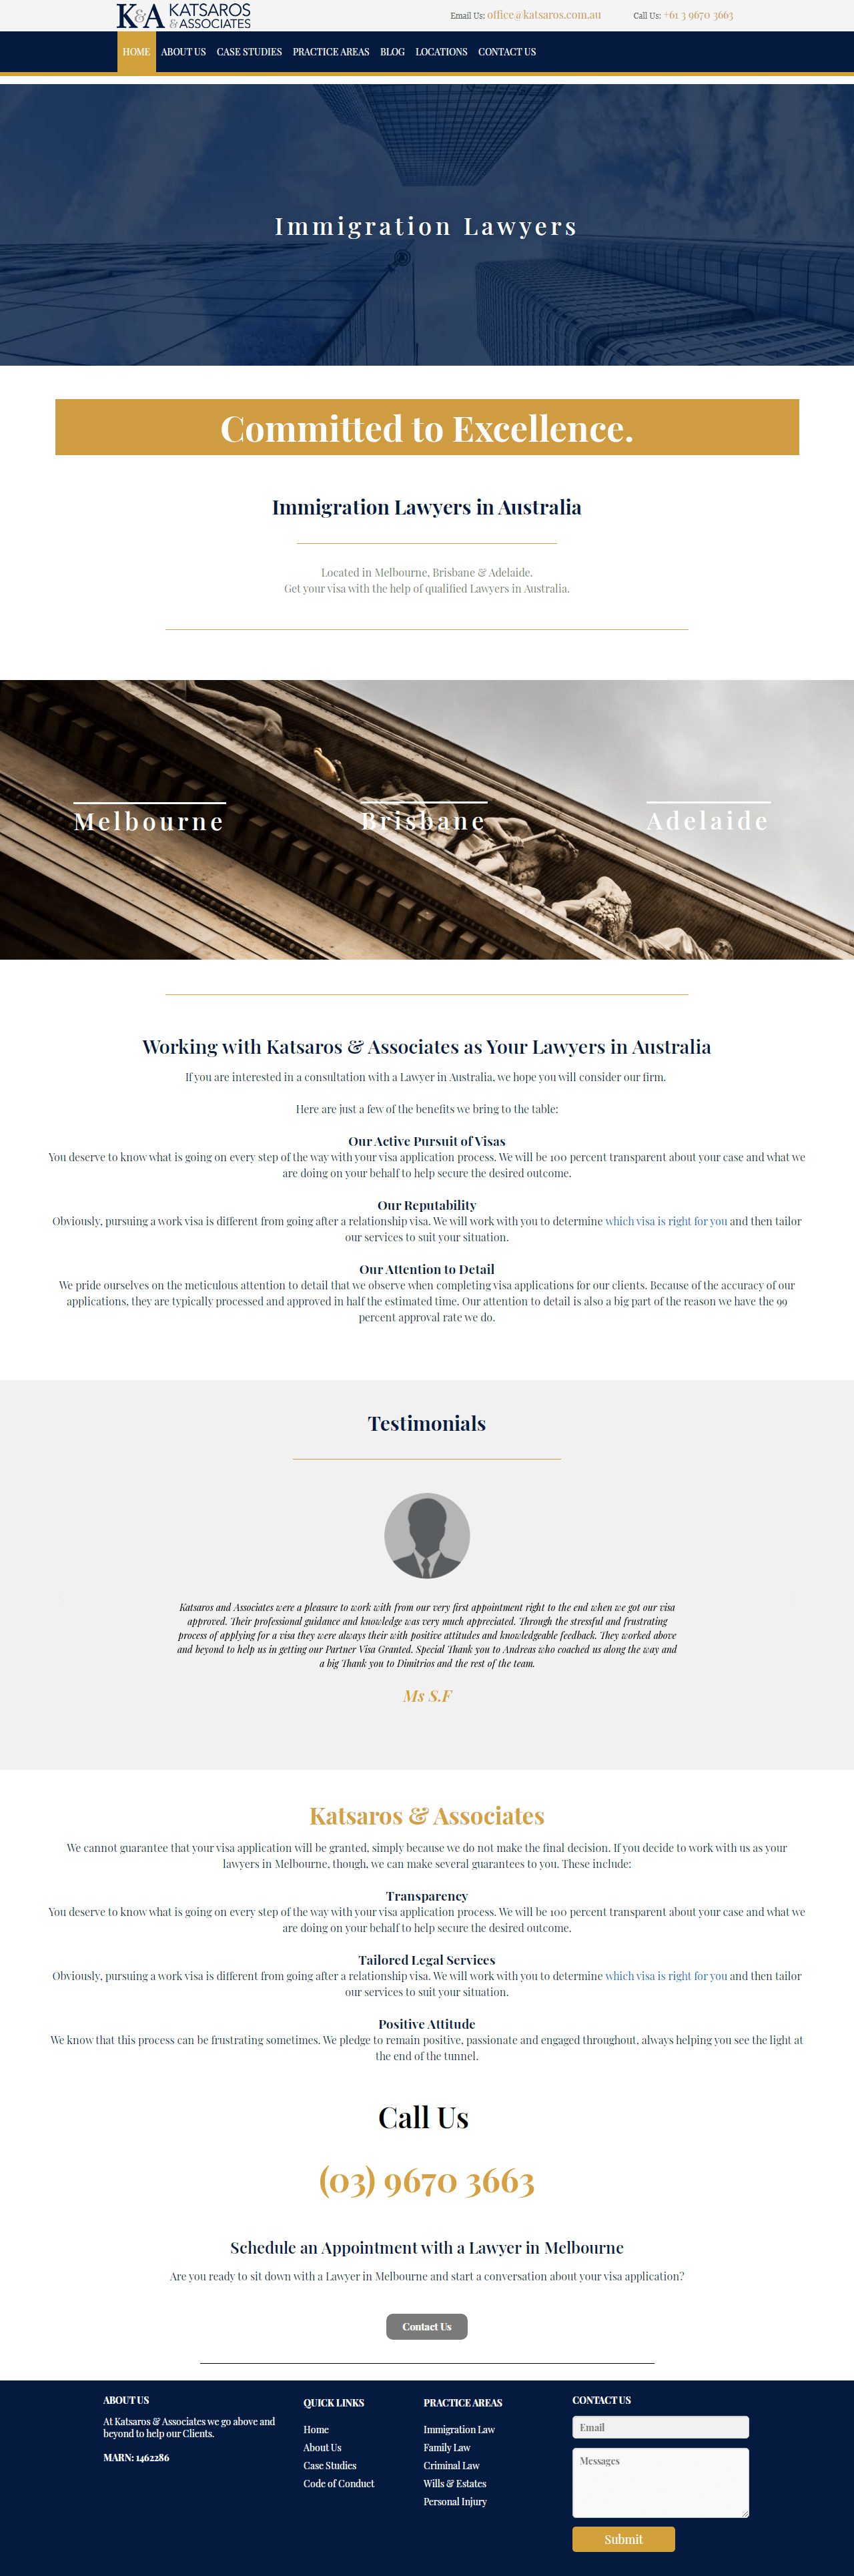 K&A KATSAROS
& ASSOCIATES
Email Us: office@katsaros.com.au
Call Us: +61 3 9670 3663
HOME ABOUT US CASE STUDIES PRACTICE AREAS BLOG LOCATIONS CONTACT US
Immigration Lawyers
Committed to Excellence.
Immigration Lawyers in Australia
Located in Melbourne, Brisbane & Adelaide.
Get your visa with the help of qualified Lawyers in Australia.
Melbourne
Brisbane
Adelaide
Working with Katsaros & Associates as Your Lawyers in Australia
If you are interested in a consultation with a Lawyer in Australia, we hope you will consider our firm.
Here are just a few of the benefits we bring to the table:
Our Active Pursuit of Visas
You deserve to know what is going on every step of the way with your visa application process. We will be 100 percent transparent about your case and what we
are doing on your behalf to help secure the desired outcome.
Our Reputability
Obviously, pursuing a work visa is different from going after a relationship visa. We will work with you to determine which visa is right for you and then tailor
our services to suit your situation.
Our Attention to Detail
We pride ourselves on the meticulous attention to detail that we observe when completing visa applications for our clients. Because of the accuracy of our
applications, they are typically processed and approved in half the estimated time. Our attention to detail is also a big part of the reason we have the 99
percent approval rate we do.
Testimonials
Katsaros and Associates were a pleasure to work with from our very first appointment right to the end when we got our visa
approved. Their professional guidance and knowledge was very much appreciated. Through the stressful and frustrating
process of applying for a visa they were always their with positive attitudes and knowledgeable feedback. They worked above
and beyond to help us in getting our Partner Visa Granted. Special Thank you to Andreas who coached us along the way and
a big Thank you to Dimitrios and the rest of the team.
Ms S.F
Katsaros & Associates
We cannot guarantee that your visa application will be granted, simply because we do not make the final decision. If you decide to work with us as your
lawyers in Melbourne, though, we can make several guarantees to you. These include:
Transparency
You deserve to know what is going on every step of the way with your visa application process. We will be 100 percent transparent about your case and what we
are doing on your behalf to help secure the desired outcome.
Tailored Legal Services
Obviously, pursuing a work visa is different from going after a relationship visa. We will work with you to determine which visa is right for you and then tailor
our services to suit your situation.
Positive Attitude
We know that this process can be frustrating sometimes. We pledge to remain positive, passionate and engaged throughout, always helping you see the light at
the end of the tunnel.
Call Us
(03) 9670 3663
Schedule an Appointment with a Lawyer in Melbourne
Are you ready to sit down with a Lawyer in Melbourne and start a conversation about your visa application?
Contact Us
ABOUT US
At Katsaros & Associates we go above and
beyond to help our Clients.
MARN: 1462286
QUICK LINKS
Home
About Us
Case Studies
Code of Conduct
PRACTICE AREAS
Immigration Law
Family Law
Criminal Law
Wills & Estates
Personal Injury
CONTACT US
Email
Messages
Submit